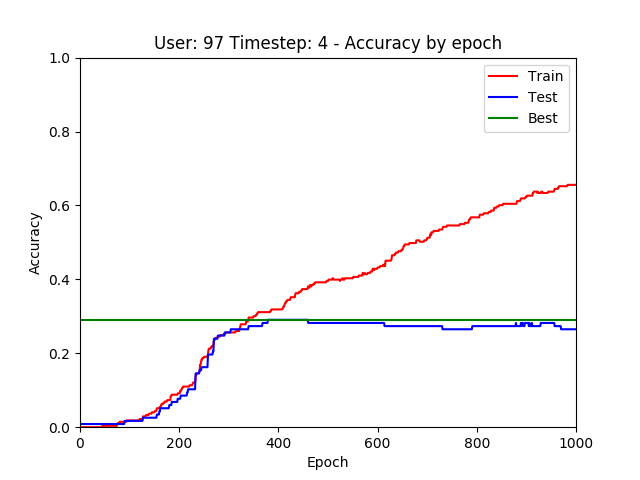 User: 97 Timestep: 4 - Accuracy by epoch
Train
Test
Best
Accuracy
1.0
0.8
0.6
0.4
0.2
0.0
0 200 400 600 800 1000
Epoch